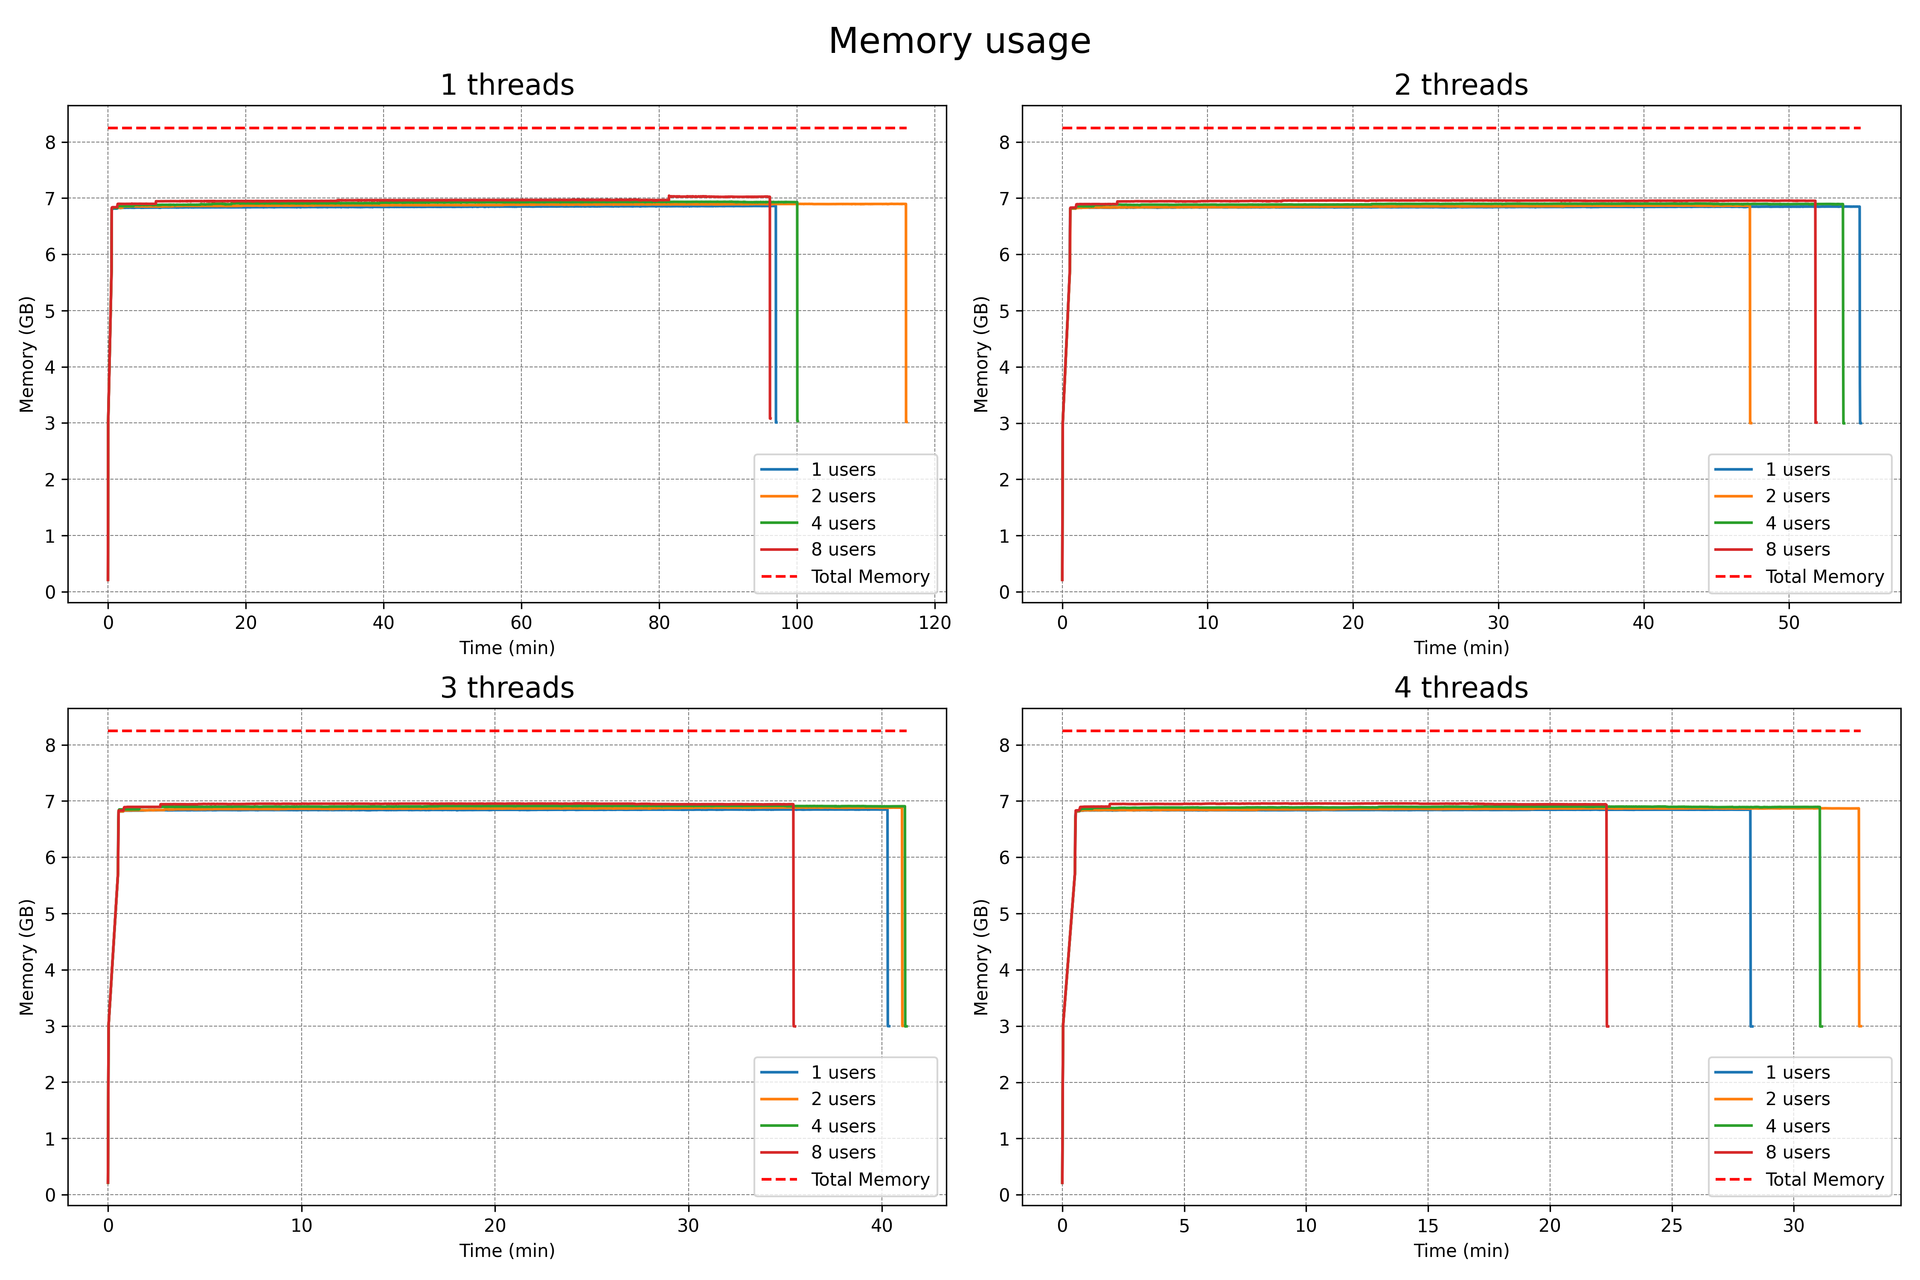 Memory usage
1 threads
8
7
6
5
4
3
2
1
0
Memory (GB)
0 20 40 60 80 100 120
Time (min)
1 users
2 users
4 users
8 users
Total Memory
2 threads
8
7
6
5
4
3
2
1
0
Memory (GB)
0 10 20 30 40 50
Time (min)
1 users
2 users
4 users
8 users
Total Memory
3 threads
8
7
6
5
4
3
2
1
0
Memory (GB)
0 10 20 30 40
Time (min)
1 users
2 users
4 users
8 users
Total Memory
4 threads
8
7
6
5
4
3
2
1
0
Memory (GB)
0 5 10 15 20 25 30
Time (min)
1 users
2 users
4 users
8 users
Total Memory